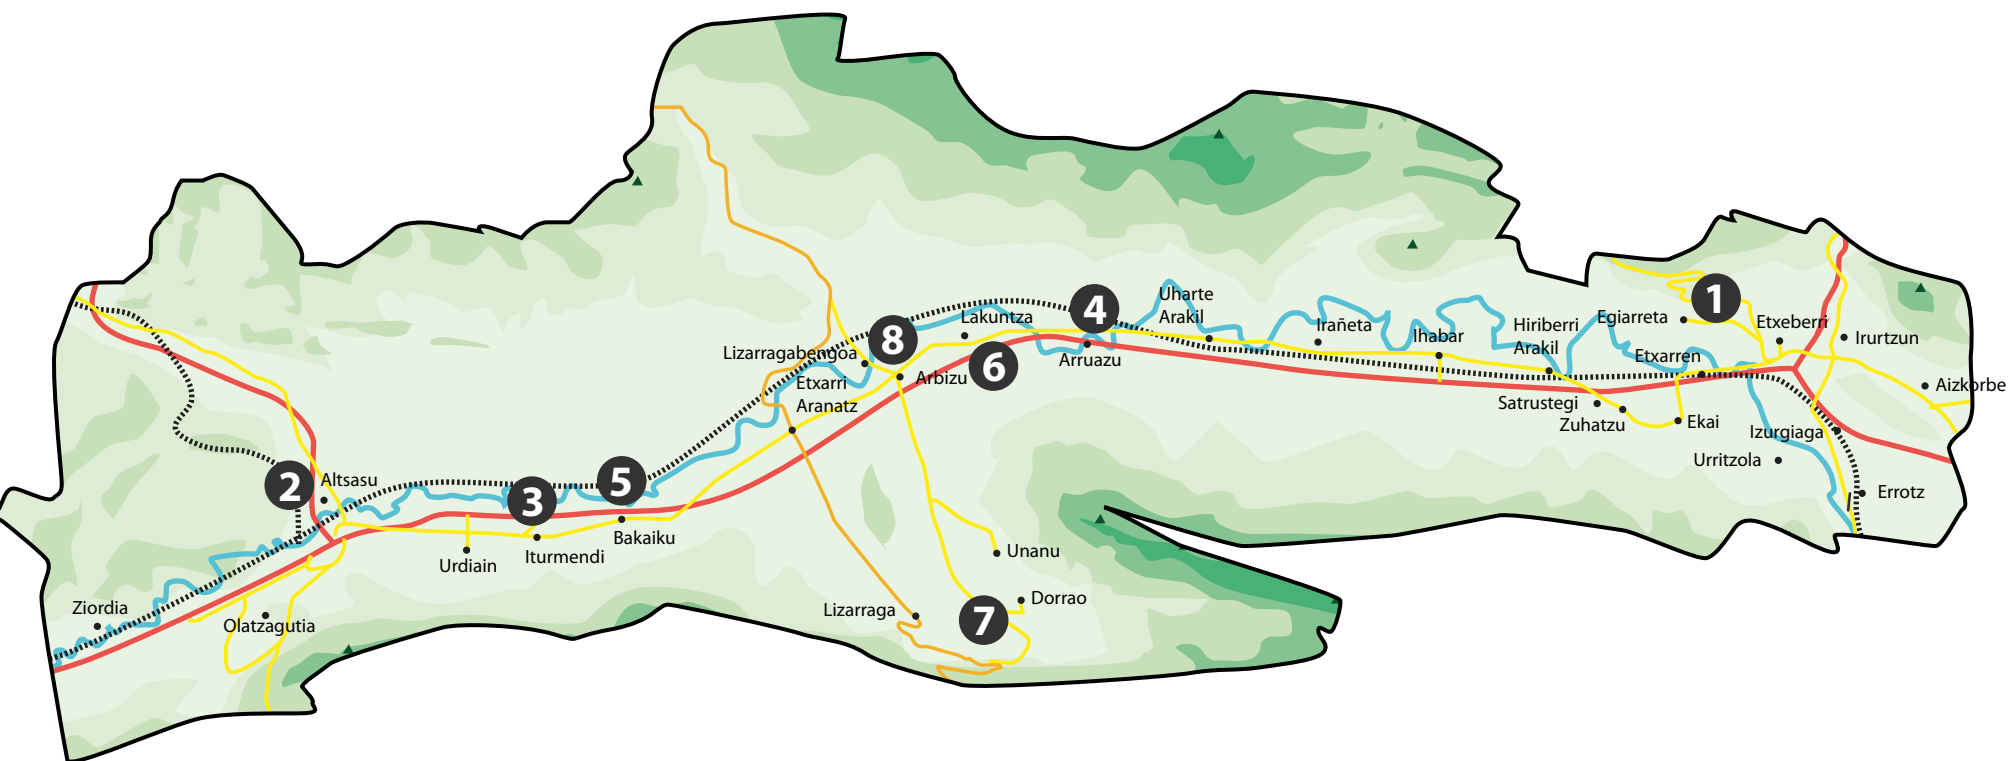 1
Uharte
Arakil
4
Lakuntza
Irañeta
Hiriberri
Arakil
Egiarreta
Etxeberri
Irurtzun
8
Ihabar
Lizarragabengoa
Arruazu
Etxarren
6
Arbizu
Etxarri
Aranatz
Aizkorbe
Satrustegi
Zuhatzu
Ekai
Izurgiaga
Urritzola
2
Altsasu
5
3
Errotz
Bakaiku
Iturmendi
Urdiain
Unanu
Ziordia
Olatzagutia
Lizarraga
7
Dorrao